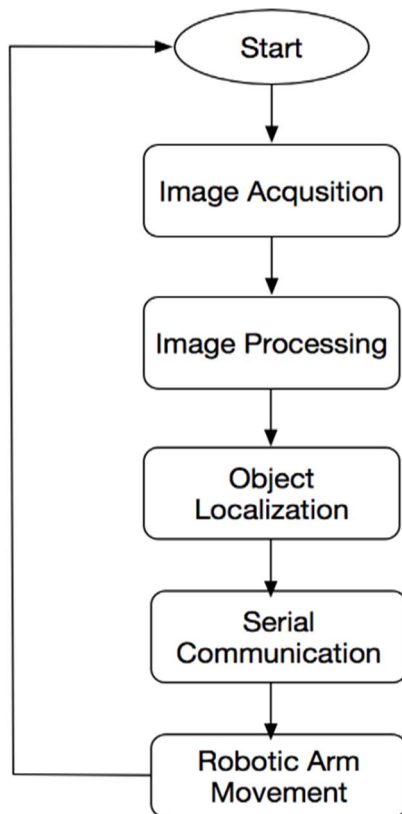 Start
Image Acqusition
Image Processing
Object
Localization
Serial
Communication
Robotic Arm
Movement